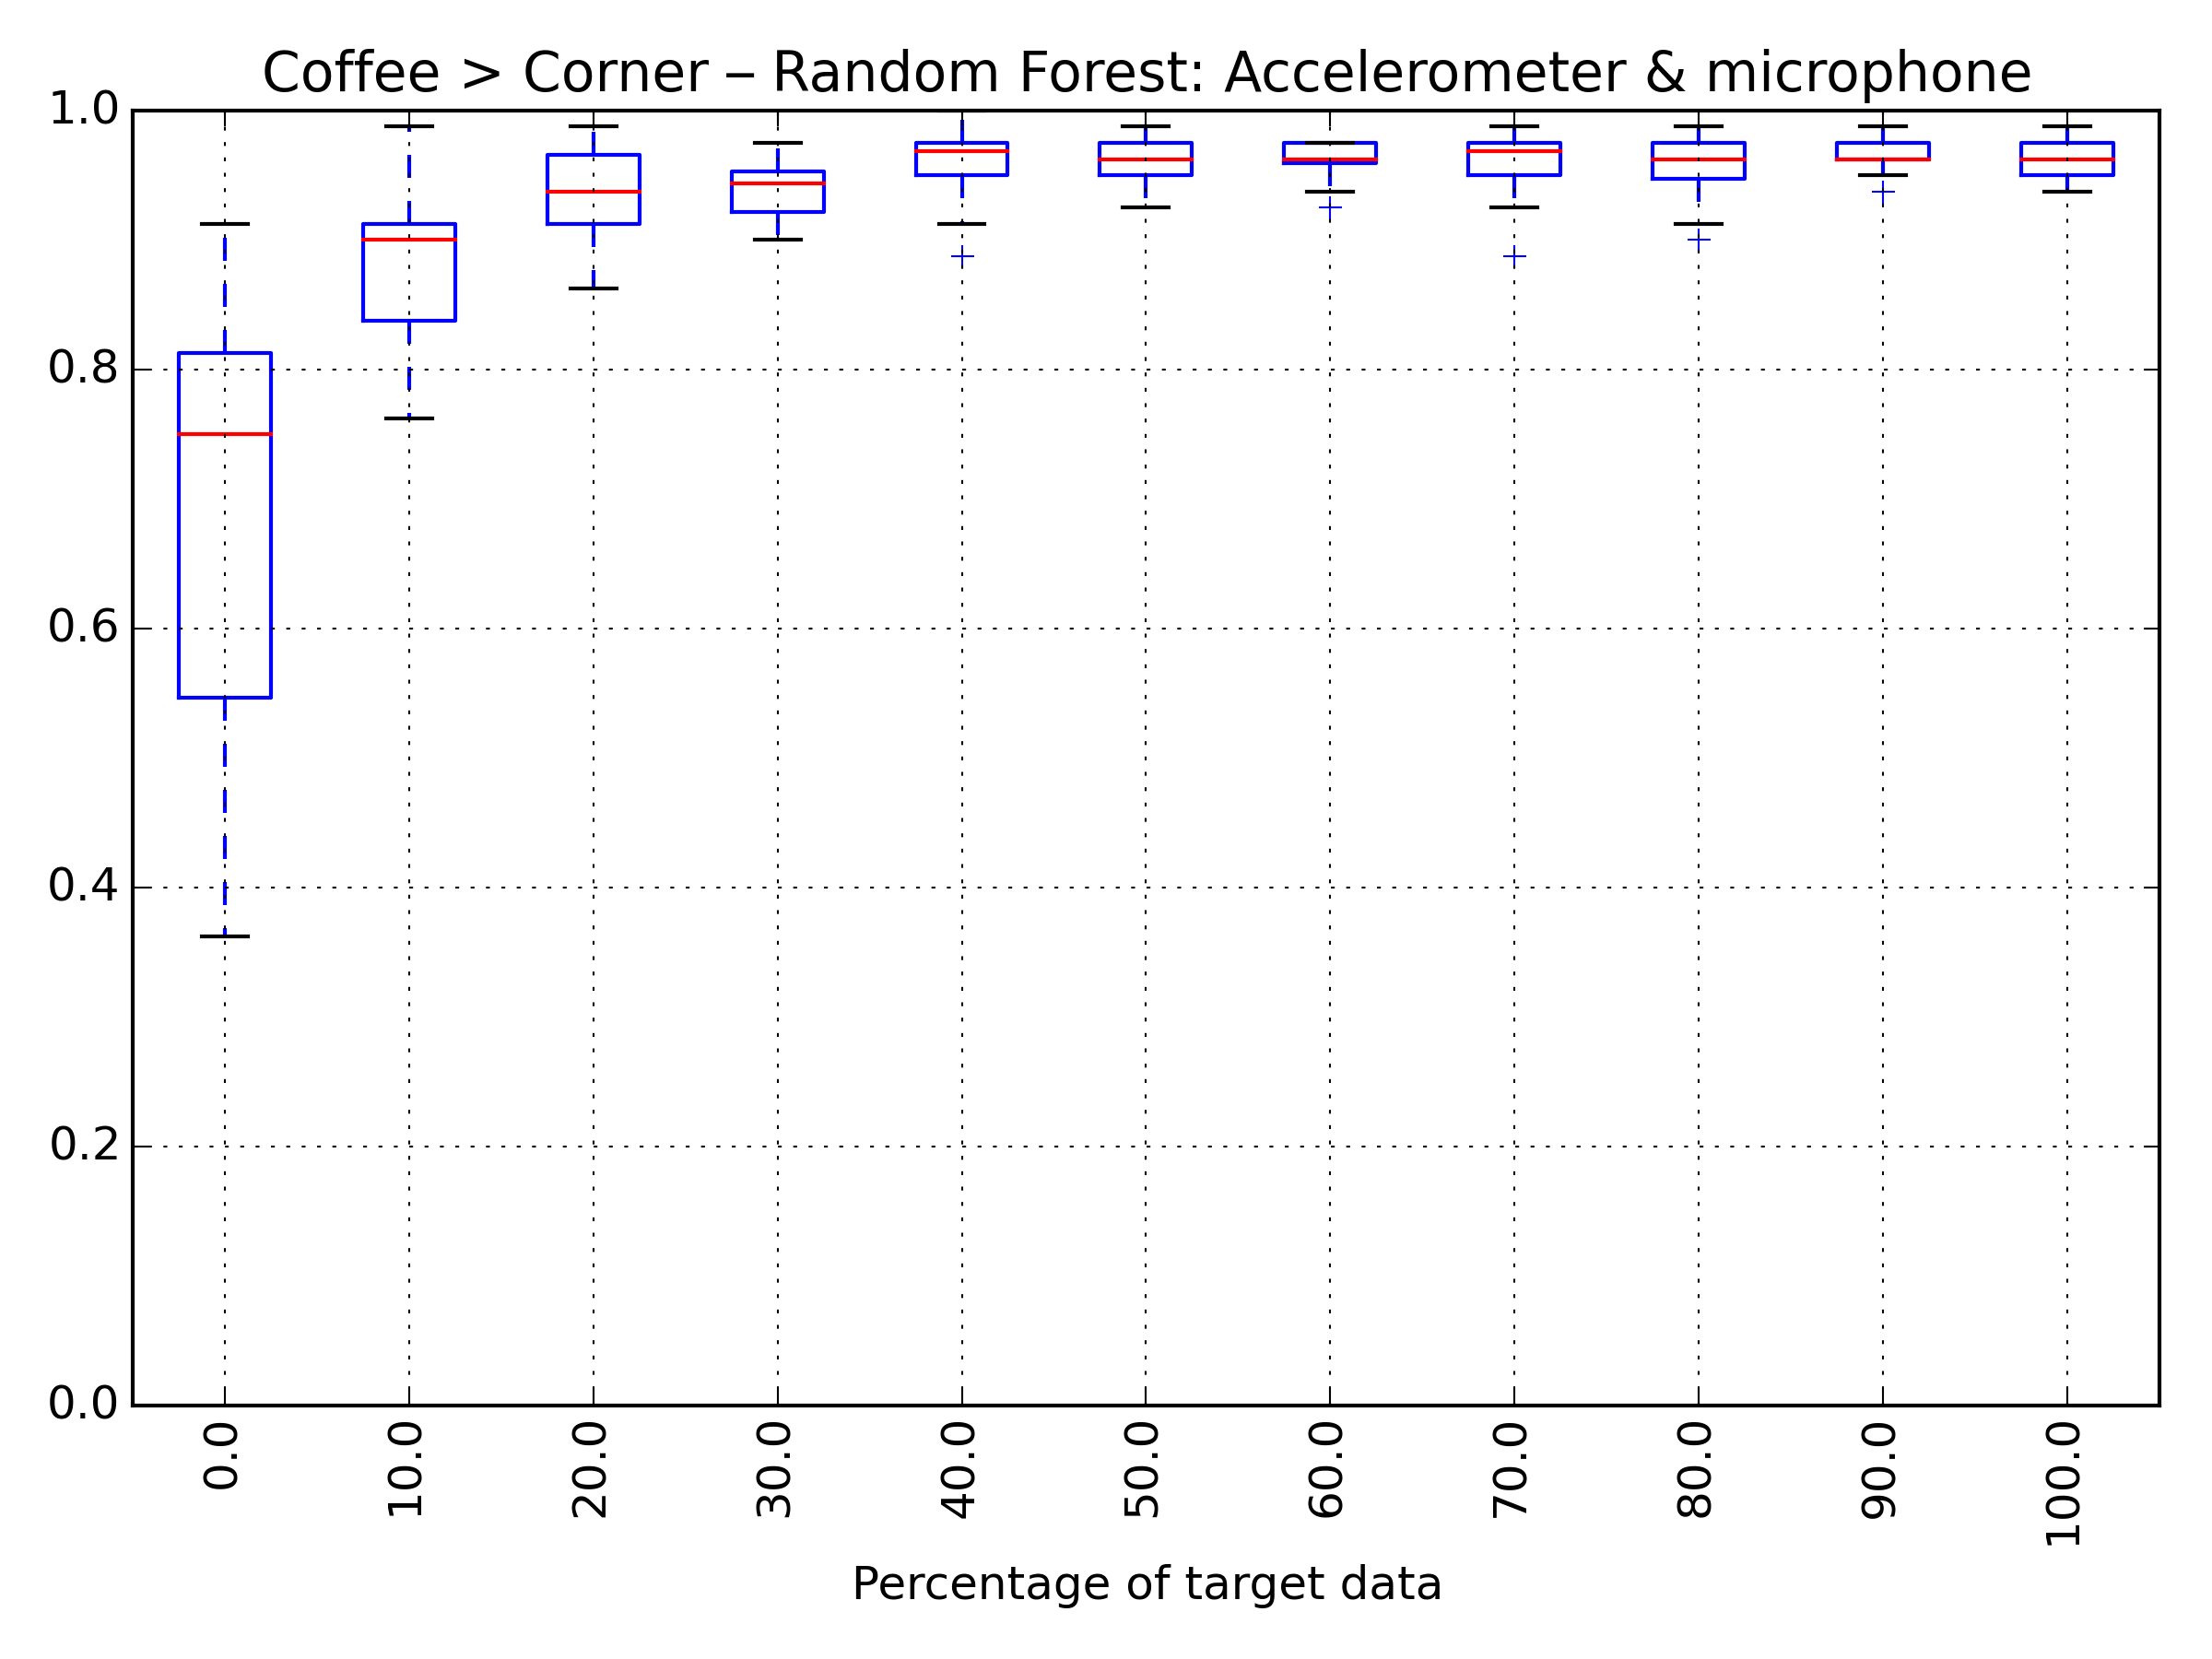 Coffee > Corner – Random Forest: Accelerometer & microphone
1.0
0.8
0.6
0.4
0.2
0.0
0.0 10.0 20.0 30.0 40.0 50.0 60.0 70.0 80.0 90.0 100.0
Percentage of target data